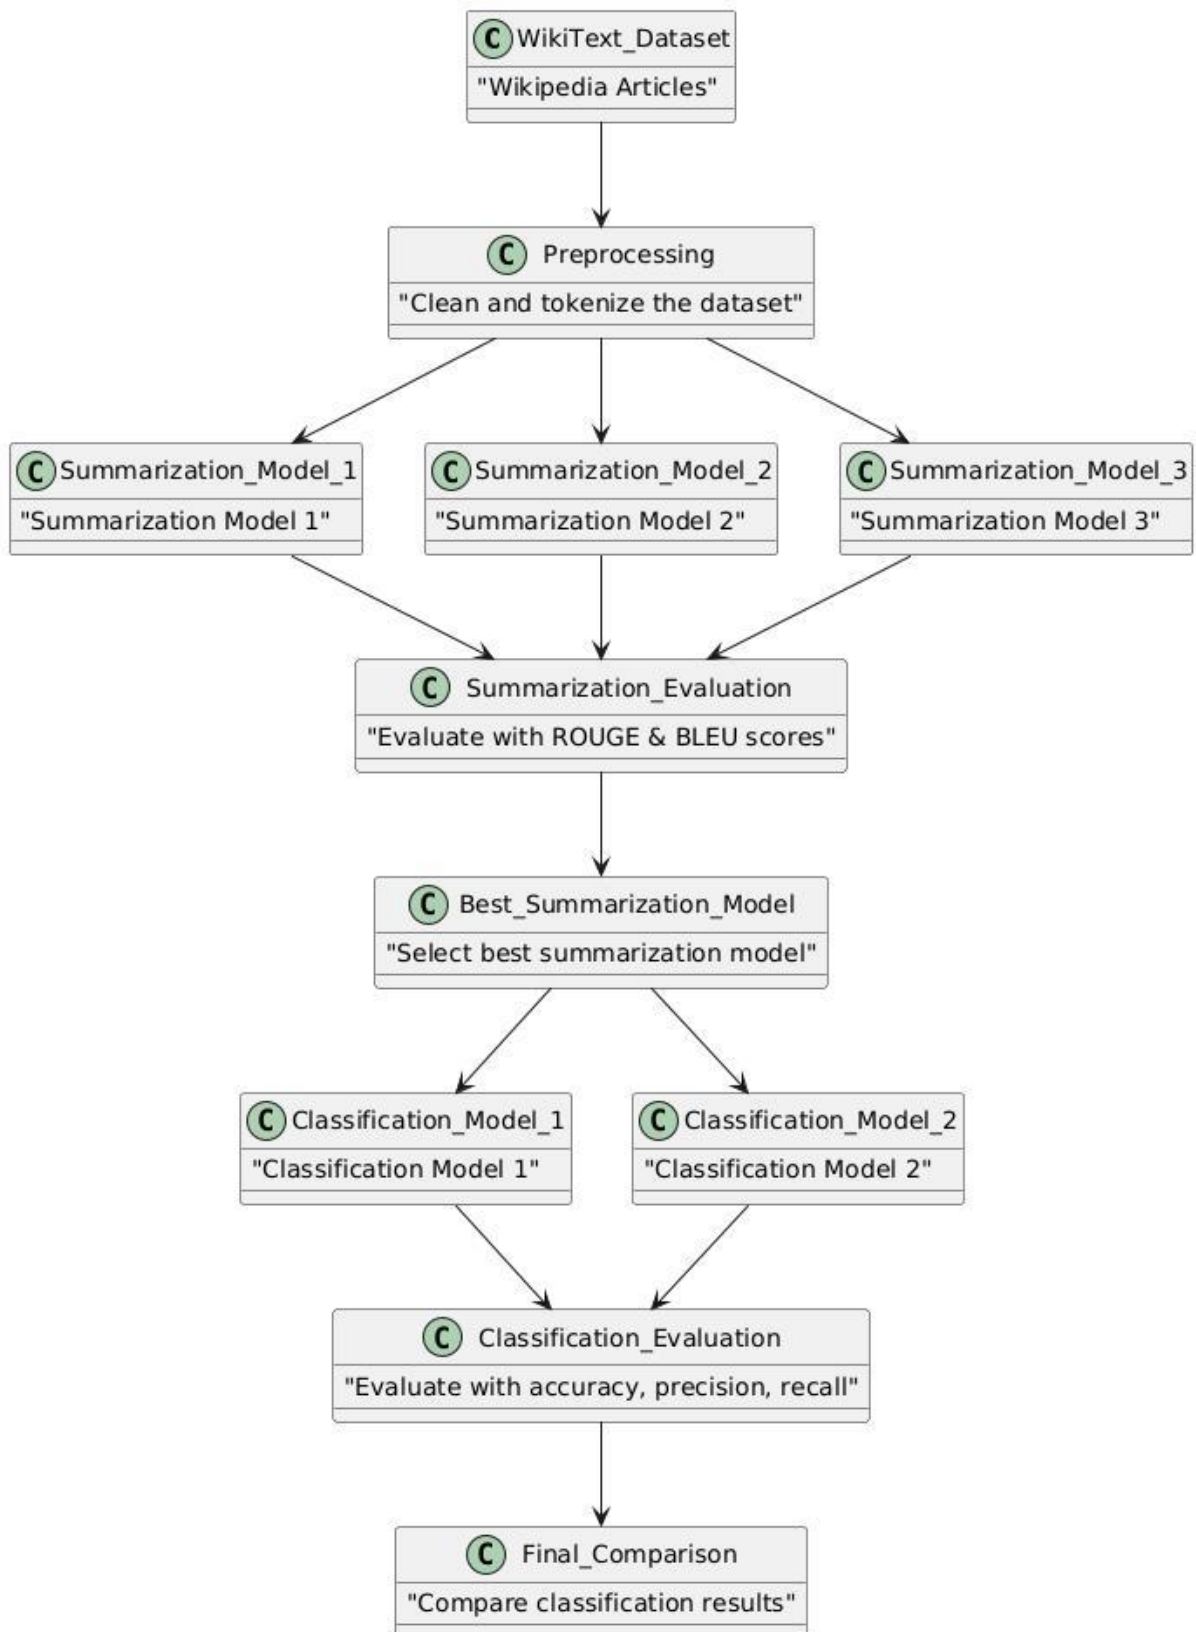 C WikiText_Dataset
"Wikipedia Articles"
C Preprocessing
"Clean and tokenize the dataset"
C Summarization_Model_1
"Summarization Model 1"
C Summarization_Model_2
"Summarization Model 2"
C Summarization_Model_3
"Summarization Model 3"
C Summarization_Evaluation
"Evaluate with ROUGE & BLEU scores"
C Best_Summarization_Model
"Select best summarization model"
C Classification_Model_1
"Classification Model 1"
C Classification_Model_2
"Classification Model 2"
C Classification_Evaluation
"Evaluate with accuracy, precision, recall"
C Final_Comparison
"Compare classification results"